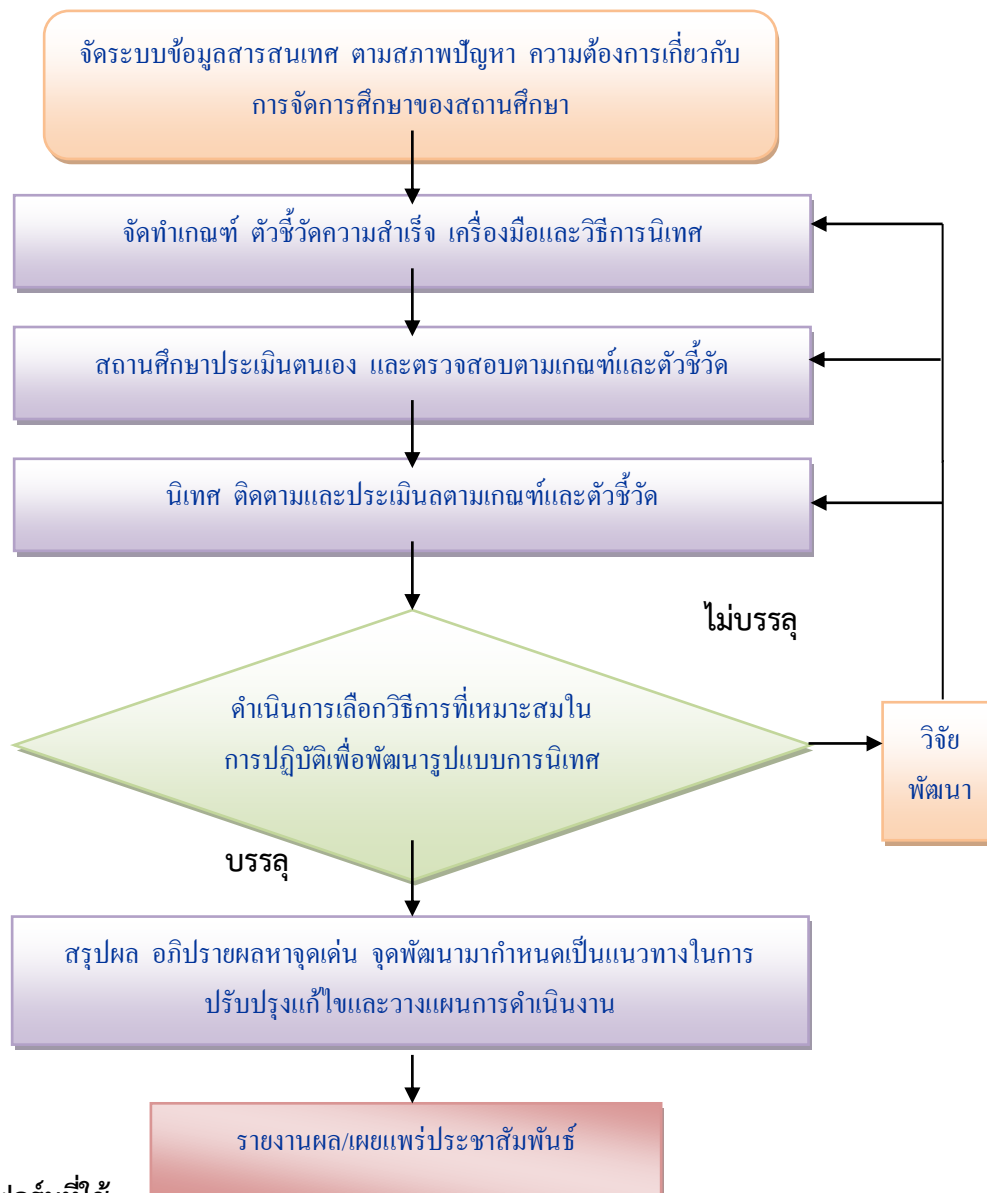 จัดระบบข้อมูลสารสนเทศ ตามสภาพปัญหา ความต้องการเกี่ยวกับ
การจัดการศึกษาของสถานศึกษา
จัดทำเกณฑ์ ตัวชี้วัดความสำเร็จ เครื่องมือและวิธีการนิเทศ
สถานศึกษาประเมินตนเอง และตรวจสอบตามเกณฑ์และตัวชี้วัด
นิเทศ ติดตามและประเมินลตามเกณฑ์และตัวชี้วัด
ไม่บรรลุ
ดำเนินการเลือกวิธีการที่เหมาะสมใน
การปฏิบัติเพื่อพัฒนารูปแบบการนิเทศ
วิจัย
พัฒนา
บรรลุ
สรุปผล อภิปรายผลหาจุดเด่น จุดพัฒนามากำหนดเป็นแนวทางในการ
ปรับปรุงแก้ไขและวางแผนการดำเนินงาน
รายงานผล/เผยแพร่ประชาสัมพันธ์